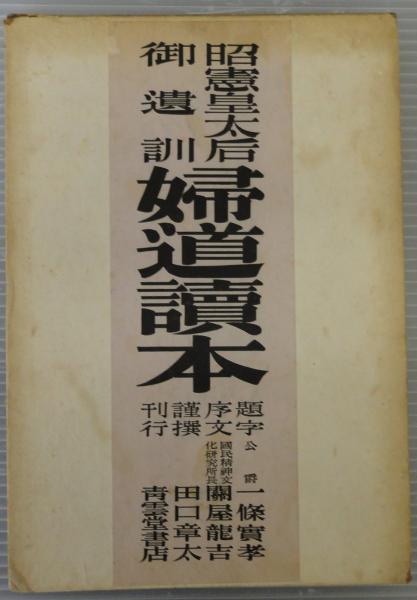 昭憲皇太后
御遺訓
婦道讀本
題字 公爵 一條實孝
序文 國民精神文化研究所長 關屋龍吉
謹撰 田口章太
刊行 青雲堂書店